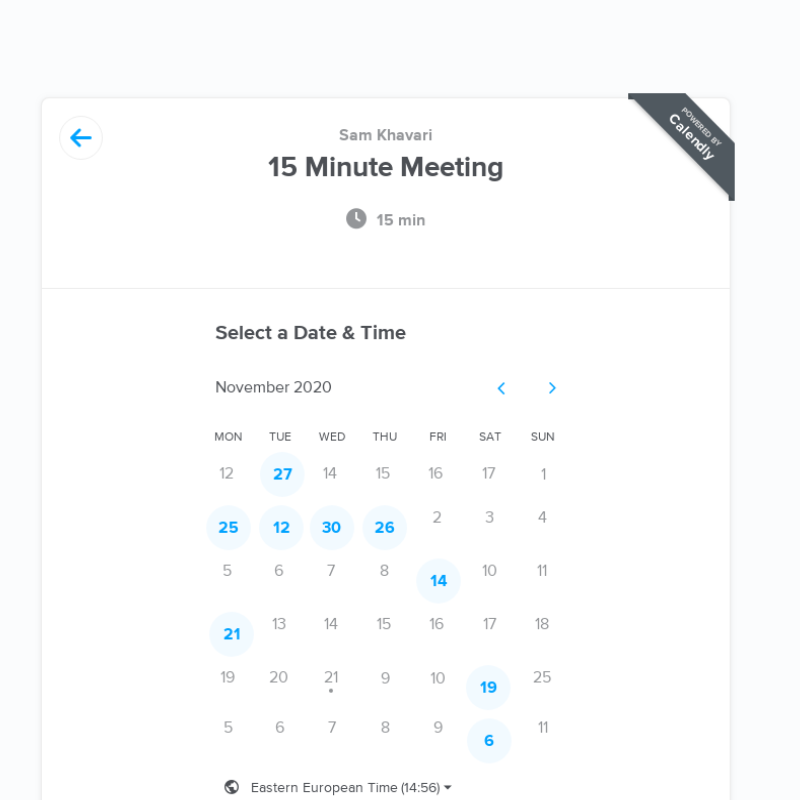 POWERED BY
Calendly
Sam Khavari
15 Minute Meeting
15 min
Select a Date & Time
November 2020
MON TUE WED THU FRI SAT SUN
12 27 14 15 16 17 1
25 12 30 26 2 3 4
5 6 7 8 14 10 11
21 13 14 15 16 17 18
19 20 21 9 10 19 25
5 6 7 8 9 6 11
Eastern European Time (14:56)